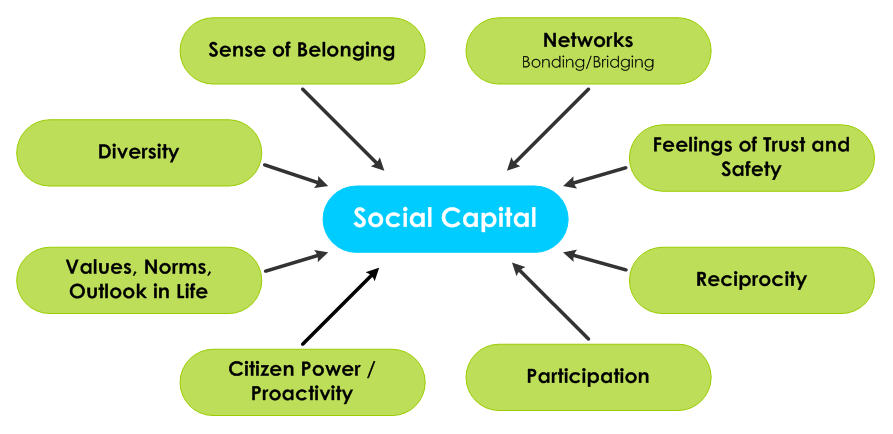 Sense of Belonging
Networks
Bonding/Bridging
Diversity
Feelings of Trust and
Safety
Social Capital
Values, Norms,
Outlook in Life
Reciprocity
Citizen Power /
Proactivity
Participation